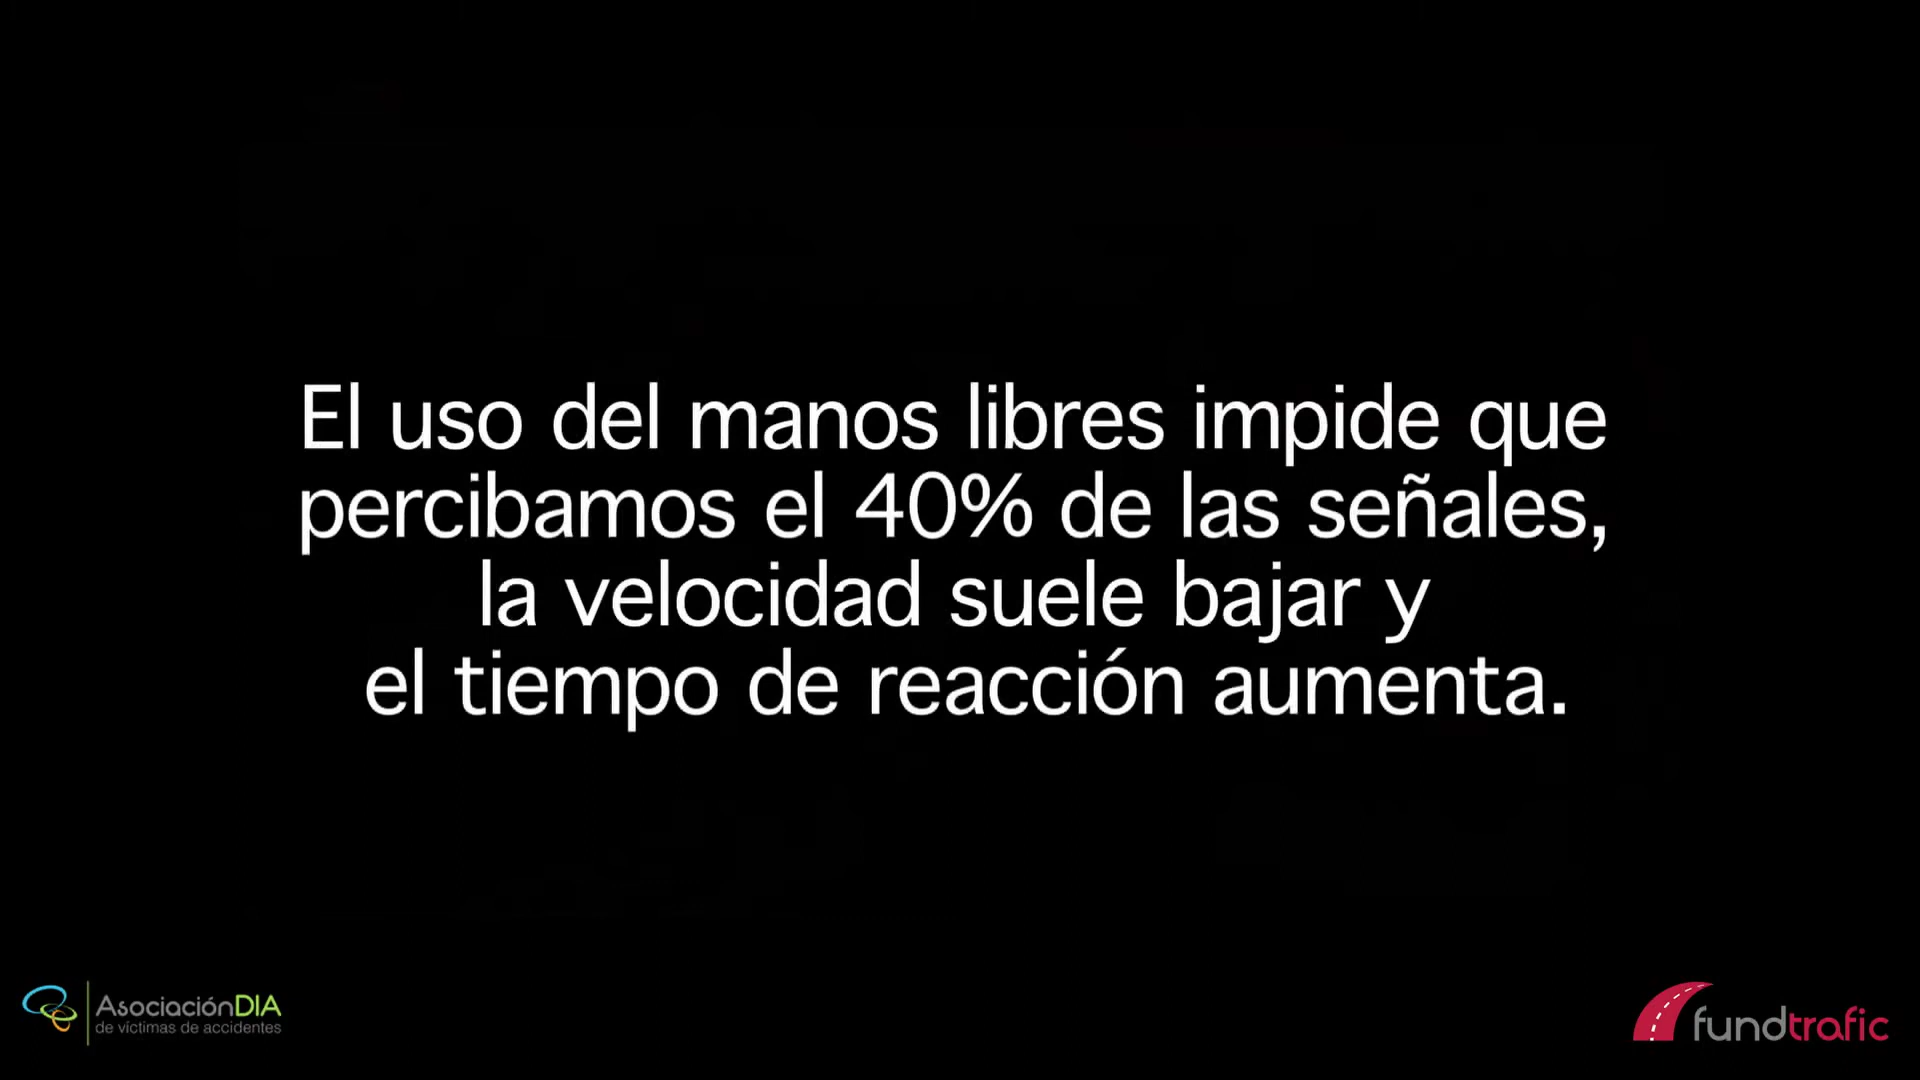 El uso del manos libres impide que
percibamos el 40% de las señales,
la velocidad suele bajar y
el tiempo de reacción aumenta.
AsociaciónDIA
de víctimas de accidentes
fundtrafic